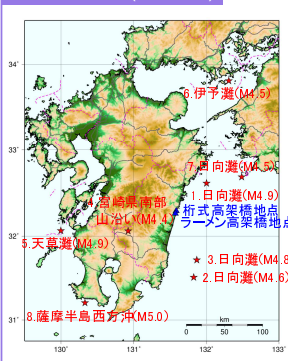 34°
6.伊予灘(M4.5)
33°
7.日向灘(M4.5)
1.日向灘(M4.9)
4.宮崎県南部
山沿い(M4.4)
桁式高架橋地点
ラーメン高架橋地点
32°
5.天草灘(M4.9)
3.日向灘(M4.8
2.日向灘(M4.6)
8.薩摩半島西方沖(M5.0)
31°
km
0 50 100
130° 131° 132° 133°